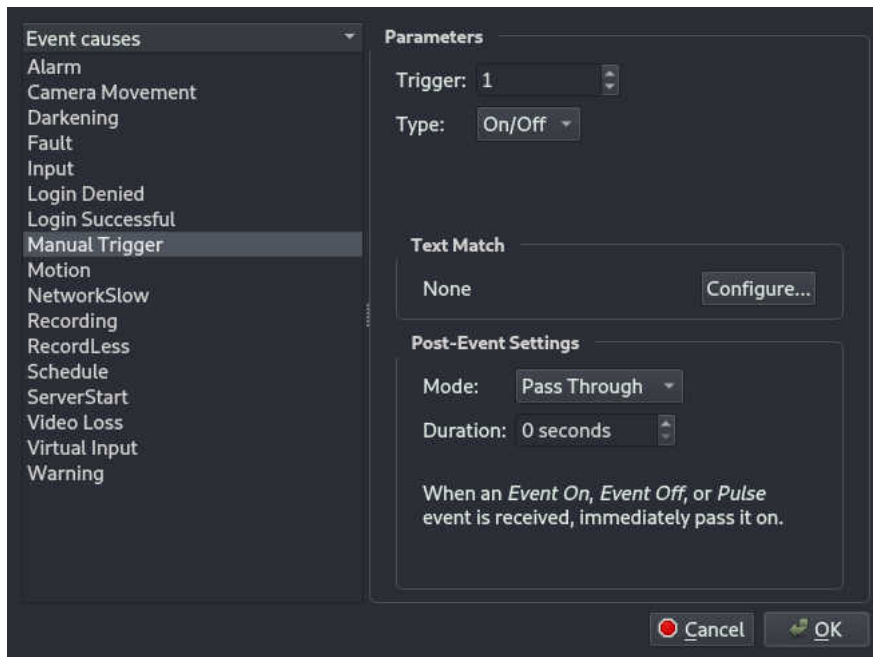 Event causes
Alarm
Camera Movement
Darkening
Fault
Input
Login Denied
Login Successful
Manual Trigger
Motion
NetworkSlow
Recording
RecordLess
Schedule
ServerStart
Video Loss
Virtual Input
Warning
Parameters
Trigger: 1
Type: On/Off
Text Match
None Configure...
Post-Event Settings
Mode: Pass Through
Duration: 0 seconds
When an Event On, Event Off, or Pulse
event is received, immediately pass it on.
Cancel OK